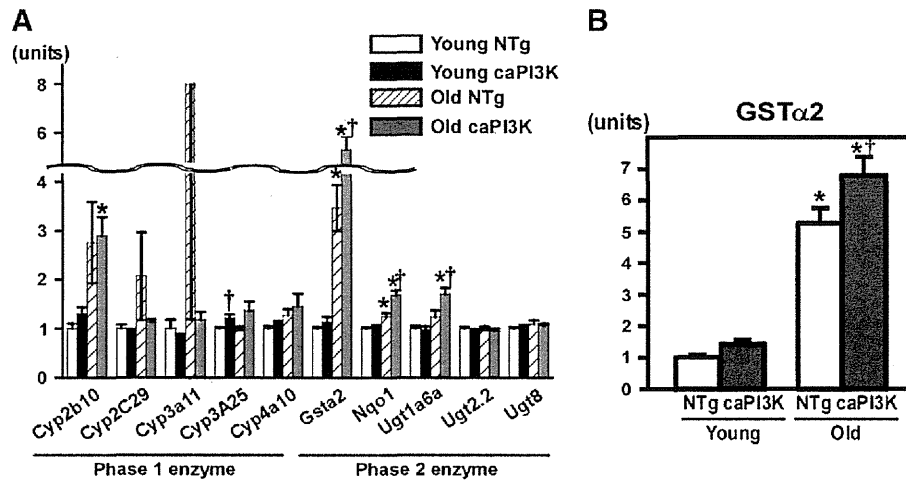 A
(units)
Young NTg
Young caPI3K
Old NTg
Old caPI3K
8
6
4
3
2
1
0
*
†
*
*†
*
*†
*†
Cyp2b10
Cyp2C29
Cyp3a11
Cyp3A25
Cyp4a10
Gsta2
Nqo1
Ugt1a6a
Ugt2.2
Ugt8
Phase 1 enzyme
Phase 2 enzyme
B
GSTα2
(units)
7
6
5
4
3
2
1
0
*
*†
NTg caPI3K
NTg caPI3K
Young
Old